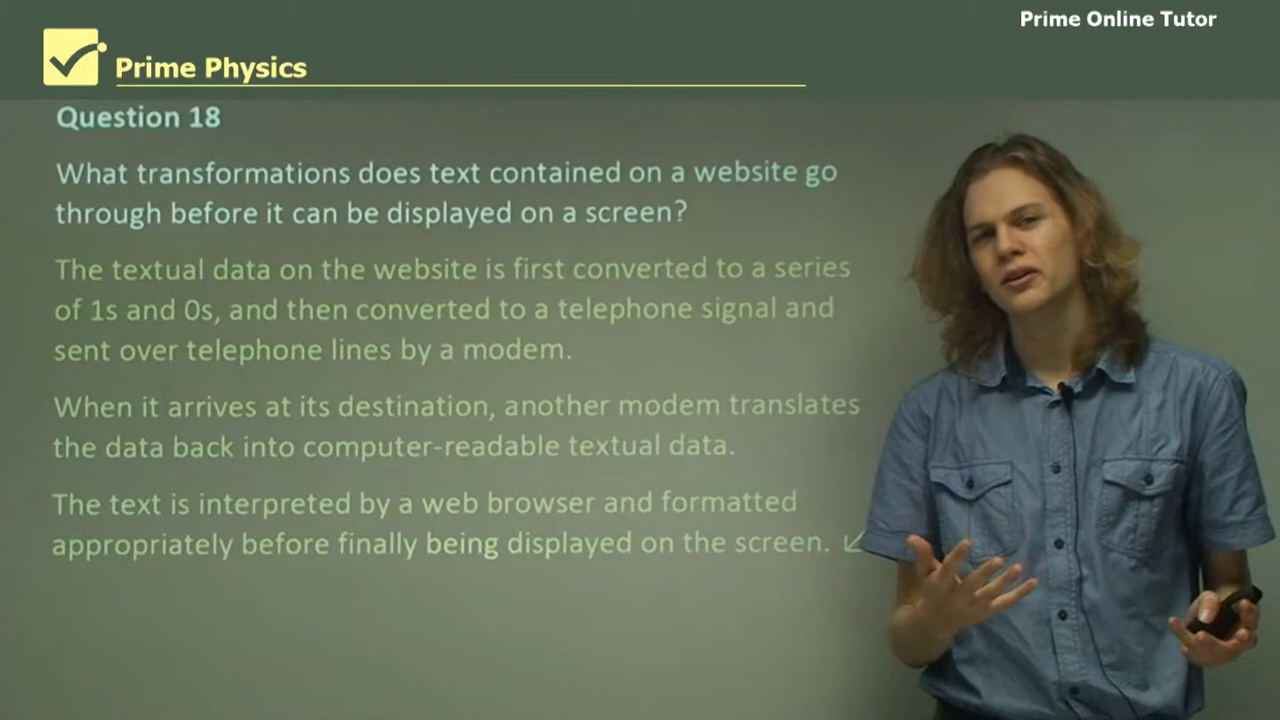 Prime Online Tutor
Prime Physics
Question 18
What transformations does text contained on a website go
through before it can be displayed on a screen?
The textual data on the website is first converted to a series
of 1s and 0s, and then converted to a telephone signal and
sent over telephone lines by a modem.
When it arrives at its destination, another modem translates
the data back into computer-readable textual data.
The text is interpreted by a web browser and formatted
appropriately before finally being displayed on the screen.